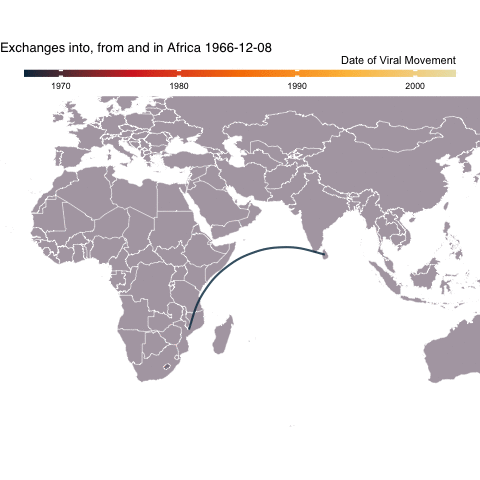 Exchanges into, from and in Africa 1966-12-08
Date of Viral Movement
1970 1980 1990 2000